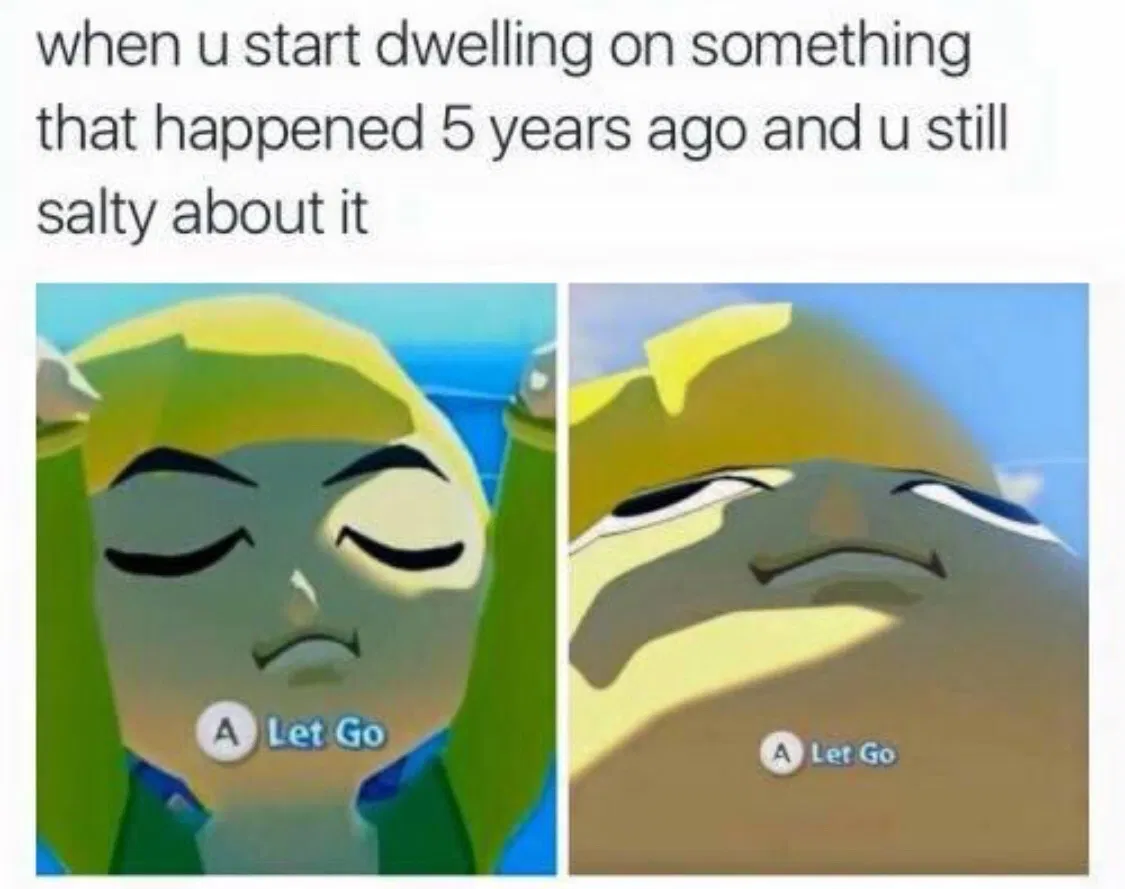 when u start dwelling on something
that happened 5 years ago and u still
salty about it
A Let Go
A Let Go